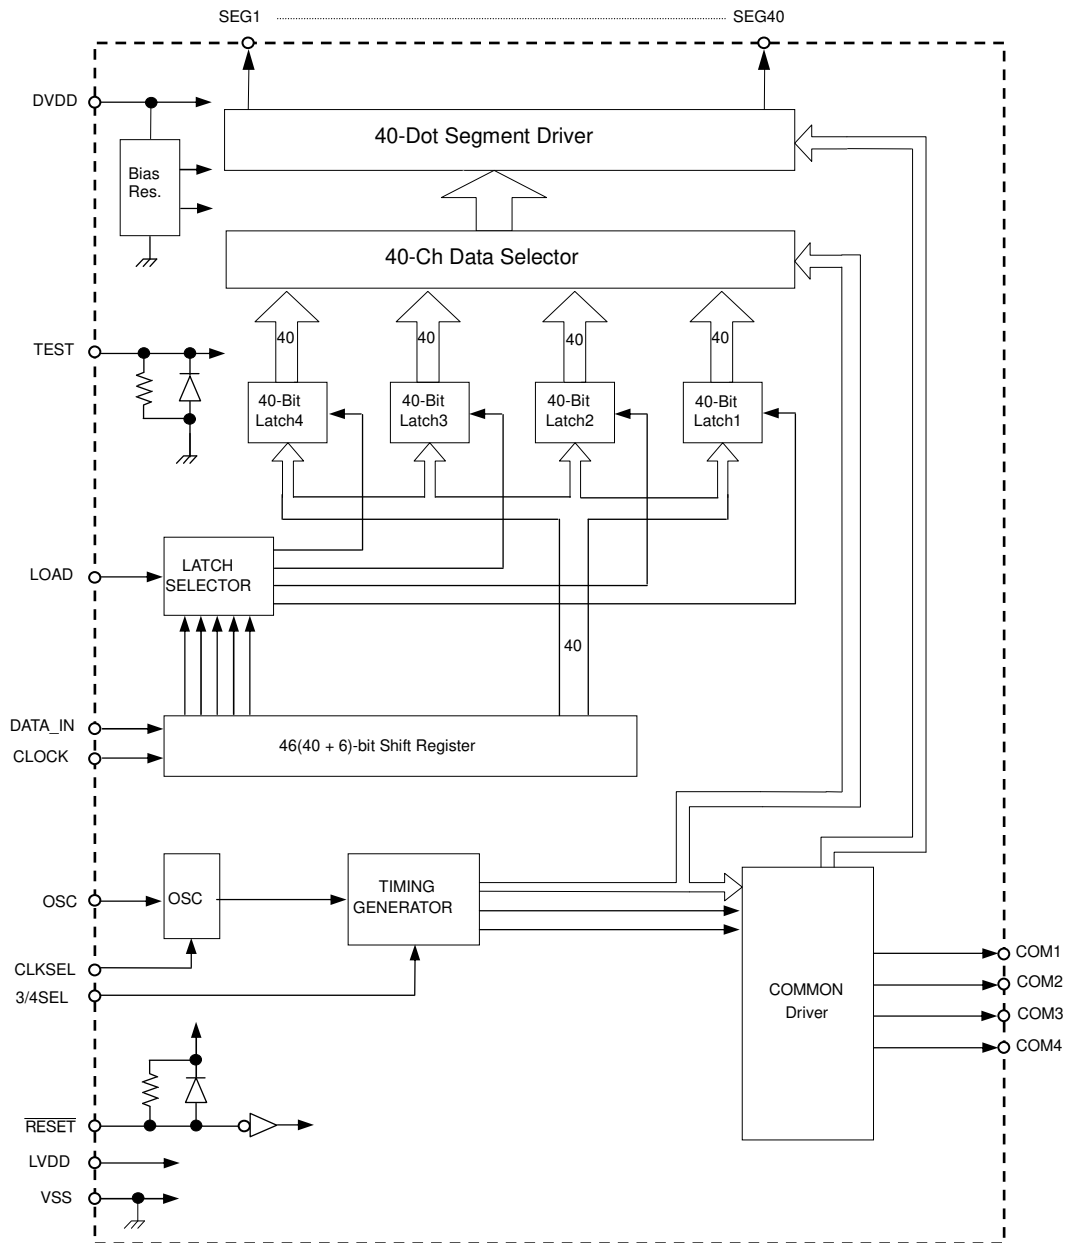 SEG1 SEG40
DVDD
40-Dot Segment Driver
Bias
Res.
40-Ch Data Selector
40 40 40 40
TEST
40-Bit
Latch4
40-Bit
Latch3
40-Bit
Latch2
40-Bit
Latch1
LOAD
LATCH
SELECTOR
40
DATA_IN
CLOCK
46(40 + 6)-bit Shift Register
OSC
OSC
TIMING
GENERATOR
CLKSEL
3/4SEL
COMMON
Driver
COM1
COM2
COM3
COM4
RESET
LVDD
VSS